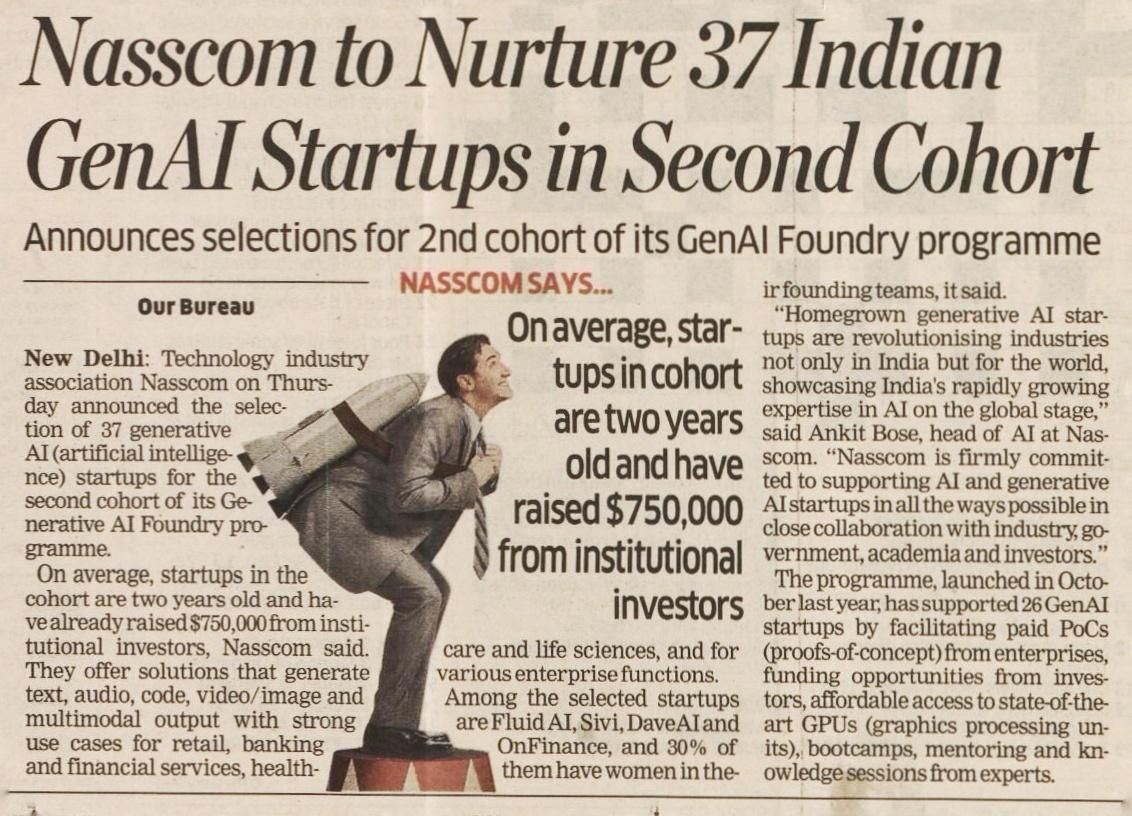 Nasscom to Nurture 37 Indian
GenAI Startups in Second Cohort
Announces selections for 2nd cohort of its GenAI Foundry programme
Our Bureau
New Delhi: Technology industry
association Nasscom on Thurs-
day announced the selec-
tion of 37 generative
AI (artificial intellige-
nce) startups for the
second cohort of its Ge-
nerative AI Foundry pro-
gramme.
On average, startups in the
cohort are two years old and ha-
ve already raised $750,000 from insti-
tutional investors, Nasscom said.
They offer solutions that generate
text, audio, code, video/image and
multimodal output with strong
use cases for retail, banking
and financial services, health-
NASSCOM SAYS...
On average, star-
tups in cohort
are two years
old and have
raised $750,000
from institutional
investors
care and life sciences, and for
various enterprise functions.
Among the selected startups
are Fluid AI, Sivi, DaveAI and
OnFinance, and 30% of
them have women in the-
ir founding teams, it said.
"Homegrown generative AI star-
tups are revolutionising industries
not only in India but for the world,
showcasing India's rapidly growing
expertise in AI on the global stage,"
said Ankit Bose, head of AI at Nas-
scom. "Nasscom is firmly commit-
ted to supporting AI and generative
AI startups in all the ways possible in
close collaboration with industry, go-
vernment, academia and investors."
The programme, launched in Octo-
ber last year, has supported 26 GenAI
startups by facilitating paid PoCs
(proofs-of-concept) from enterprises,
funding opportunities from inves-
tors, affordable access to state-of-the-
art GPUs (graphics processing un-
its), bootcamps, mentoring and kn-
owledge sessions from experts.